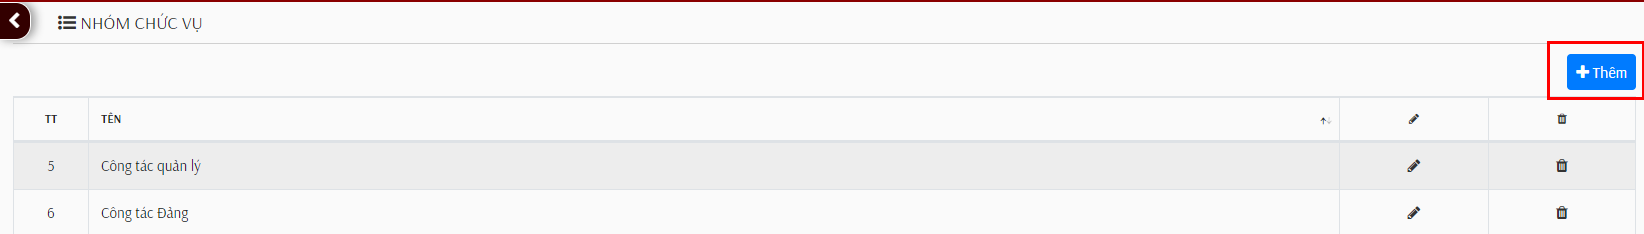 NHÓM CHỨC VỤ
Thêm
TT TÊN
5 Công tác quản lý
6 Công tác Đảng